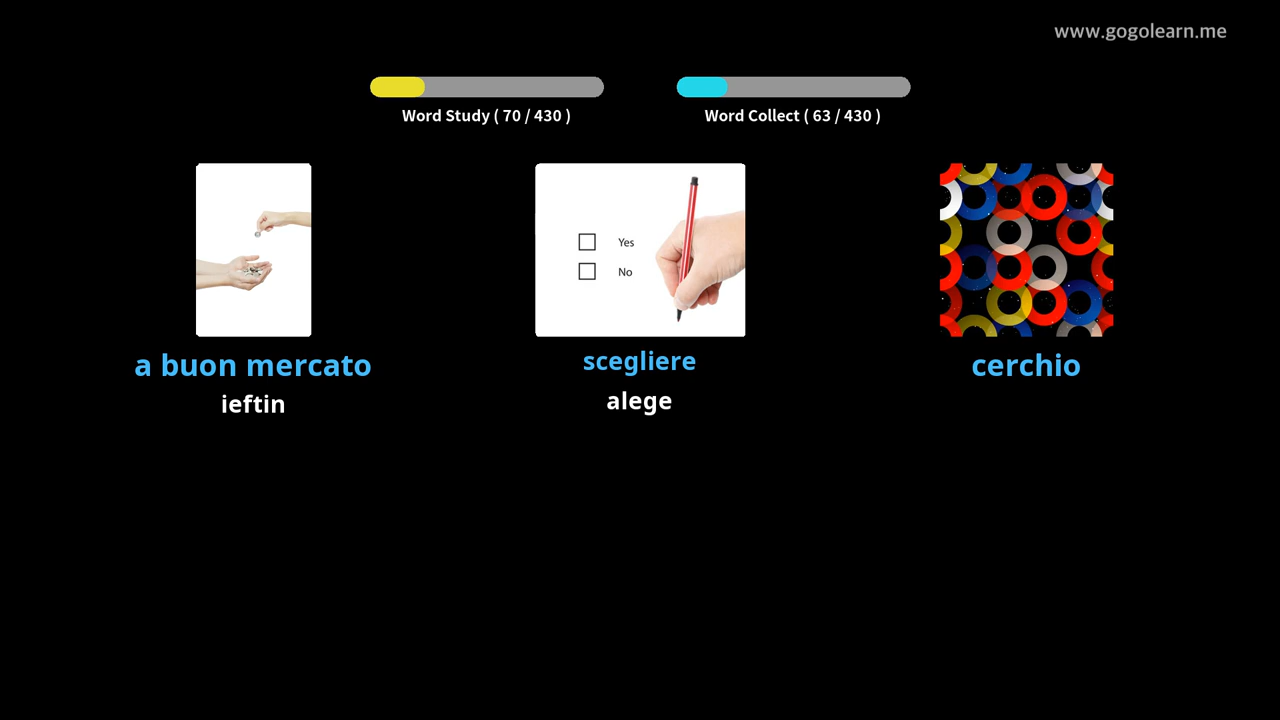 www.gogolearn.me
Word Study ( 70 / 430 )
Word Collect ( 63 / 430 )
Yes
No
a buon mercato
ieftin
scegliere
alege
cerchio